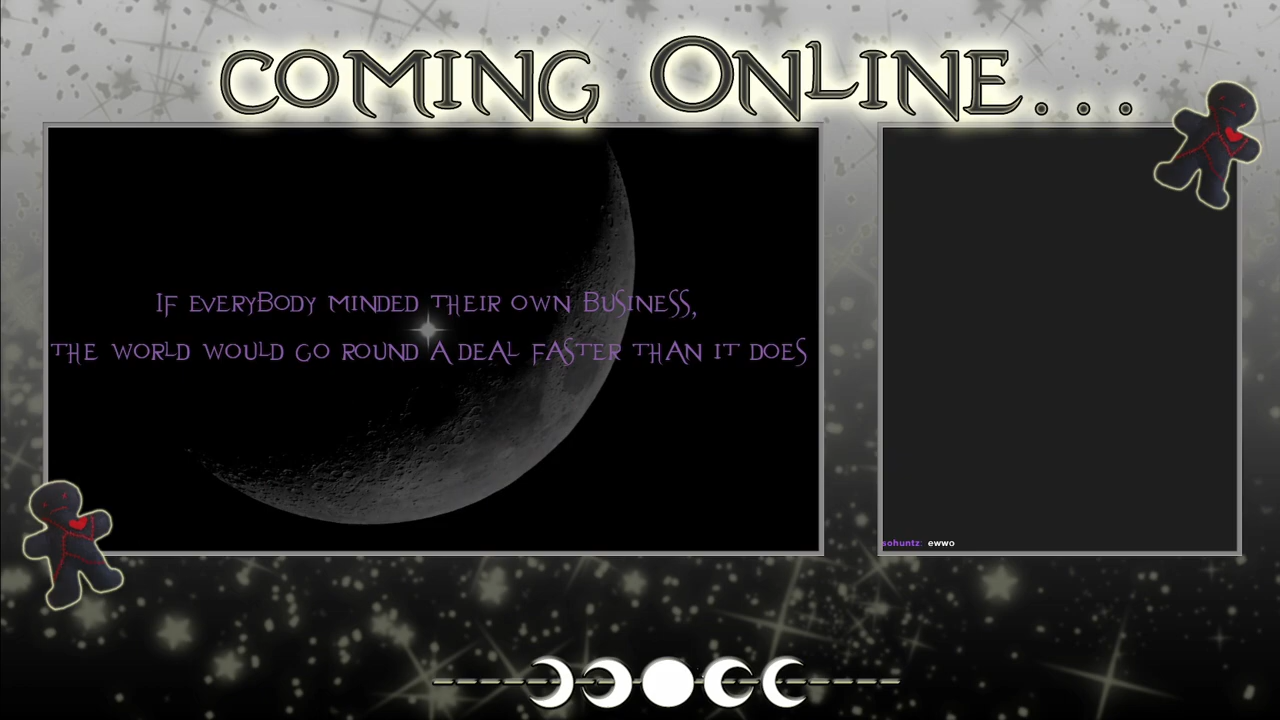 COMING ONLINE...
IF EVERYBODY MINDED THEIR OWN BUSINESS,
THE WORLD WOULD GO ROUND A DEAL FASTER THAN IT DOES
sohuntz: ewwo